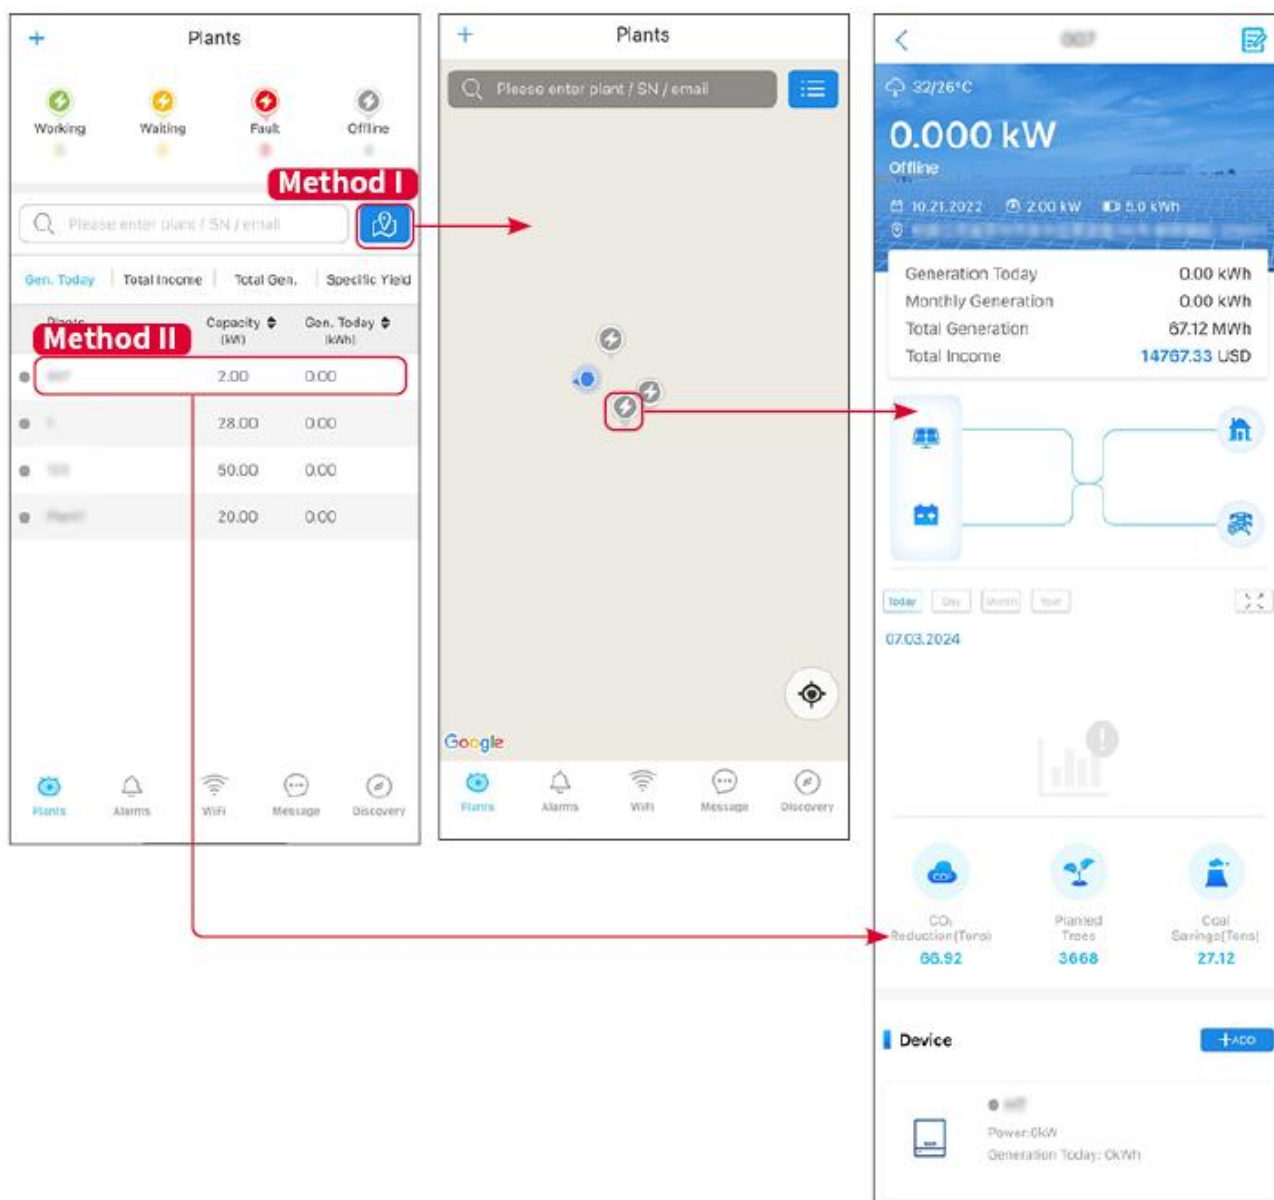 Plants
Working
Waiting
Fault
Offline
Method I
Please enter plant / SN / email
Gen. Today
Total Income
Total Gen.
Specific Yield
Plants
Capacity
(kW)
Gen. Today
(kWh)
Method II
2.00
0.00
28.00
0.00
50.00
0.00
20.00
0.00
Plants
Alarms
WiFi
Message
Discovery
Plants
Please enter plant / SN / email
Google
Plants
Alarms
WiFi
Message
Discovery
007
32/26°C
0.000 kW
Offline
10.21.2022
2.00 kW
5.0 kWh
Generation Today
0.00 kWh
Monthly Generation
0.00 kWh
Total Generation
67.12 MWh
Total Income
14767.33 USD
Today
Day
Month
Year
07.03.2024
CO₂
Reduction(Tons)
66.92
Planted
Trees
3668
Coal
Savings(Tons)
27.12
Device
+ADD
Power:0kW
Generation Today: 0kWh